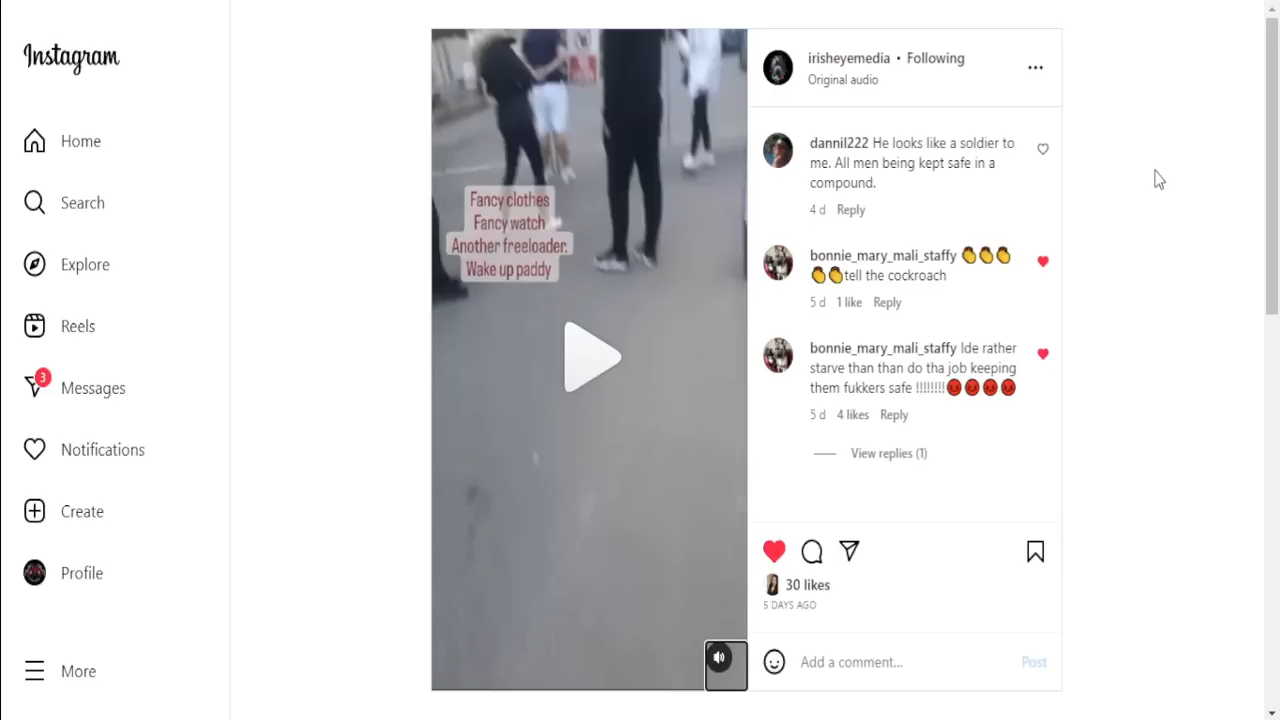 Instagram
Home
Search
Explore
Reels
3
Messages
Notifications
Create
Profile
More
Fancy clothes
Fancy watch
Another freeloader.
Wake up paddy
irisheyemedia • Following
Original audio
dannil222 He looks like a soldier to
me. All men being kept safe in a
compound.
4 d Reply
bonnie_mary_mali_staffy 👏👏👏
👏👏tell the cockroach
5 d 1 like Reply
bonnie_mary_mali_staffy Ide rather
starve than than do tha job keeping
them fukkers safe !!!!!!!!😡😡😡😡
5 d 4 likes Reply
View replies (1)
30 likes
5 DAYS AGO
Add a comment...
Post